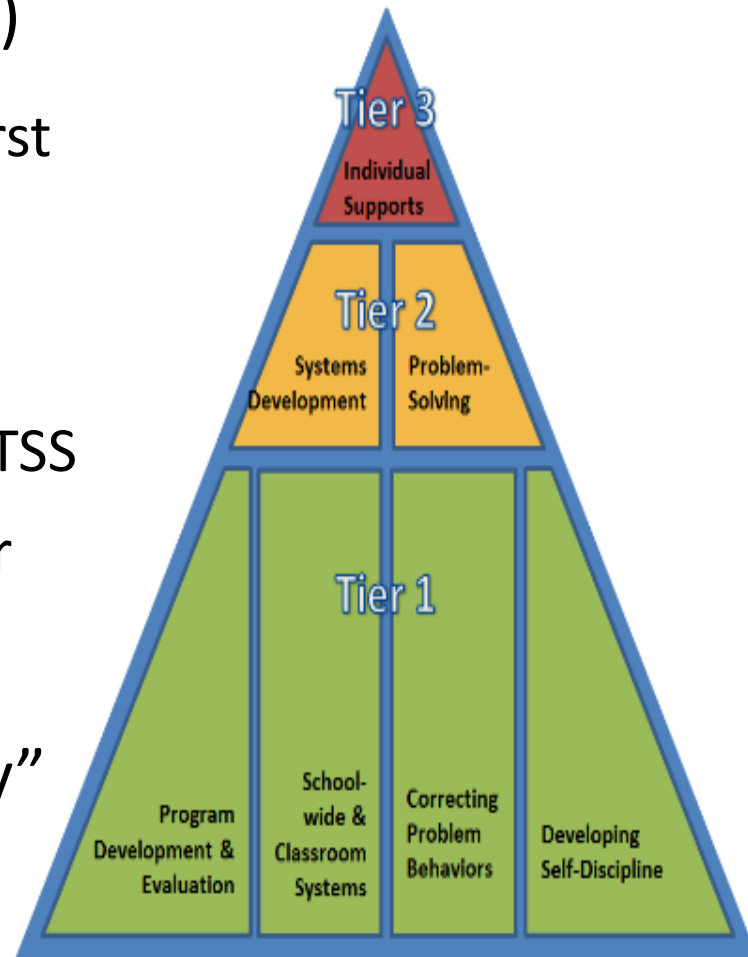 )
rst
TSS
r
y”
Tier 3
Individual
Supports
Tier 2
Systems
Development
Problem-
Solving
Tier 1
Program
Development &
Evaluation
School-
wide &
Classroom
Systems
Correcting
Problem
Behaviors
Developing
Self-Discipline